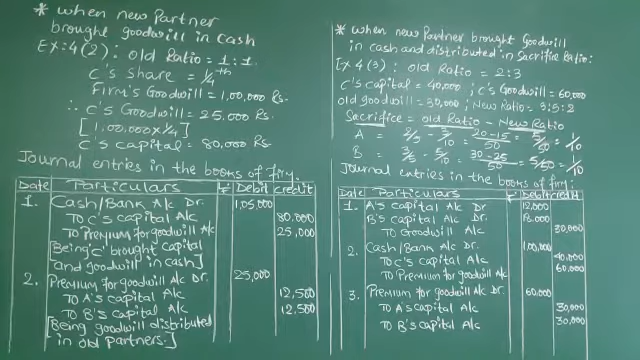 * when new Partner
brought goodwill in cash
Ex:4(2): old Ratio = 1:1.
C's share = 1/4th
Firm's Goodwill = 1,00,000 Rs.
∴ C's Goodwill = 25,000 Rs.
[1,00,000x1/4]
C's capital = 80,000 Rs
Journal entries in the books of firm.
Date Particulars L.F Debit Credit
1. Cash/Bank A/c Dr. 1,05,000
To C's capital A/c 80,000
To Premium for goodwill A/c 25,000
[Being 'C' brought capital
and goodwill in cash]
2. Premium for goodwill A/c Dr. 25,000
To A's capital A/c 12,500
To B's capital A/c 12,500
[Being goodwill distributed
in old Partners.]
* when new Partner brought Goodwill
in cash and distributed in Sacrifice Ratio:
Ex 4(3): old Ratio = 2:3
C's capital = 40,000 ; C's Goodwill = 60,000
old goodwill = 30,000 ; New Ratio = 3:5:2
Sacrifice = old Ratio - New Ratio
A = 2/5 - 3/10 = 20-15/50 = 5/50 = 1/10
B = 3/5 - 5/10 = 30-25/50 = 5/50 = 1/10
Journal entries in the books of firm:
Date Particulars Debit credit
1. A's capital A/c Dr 12,000
B's capital A/c Dr 18,000
To Goodwill A/c 30,000
2. Cash/Bank A/c Dr. 1,00,000
To C's capital A/c 40,000
To Premium for goodwill A/c 60,000
3. Premium for goodwill A/c Dr. 60,000
To A's capital A/c 30,000
To B's capital A/c 30,000